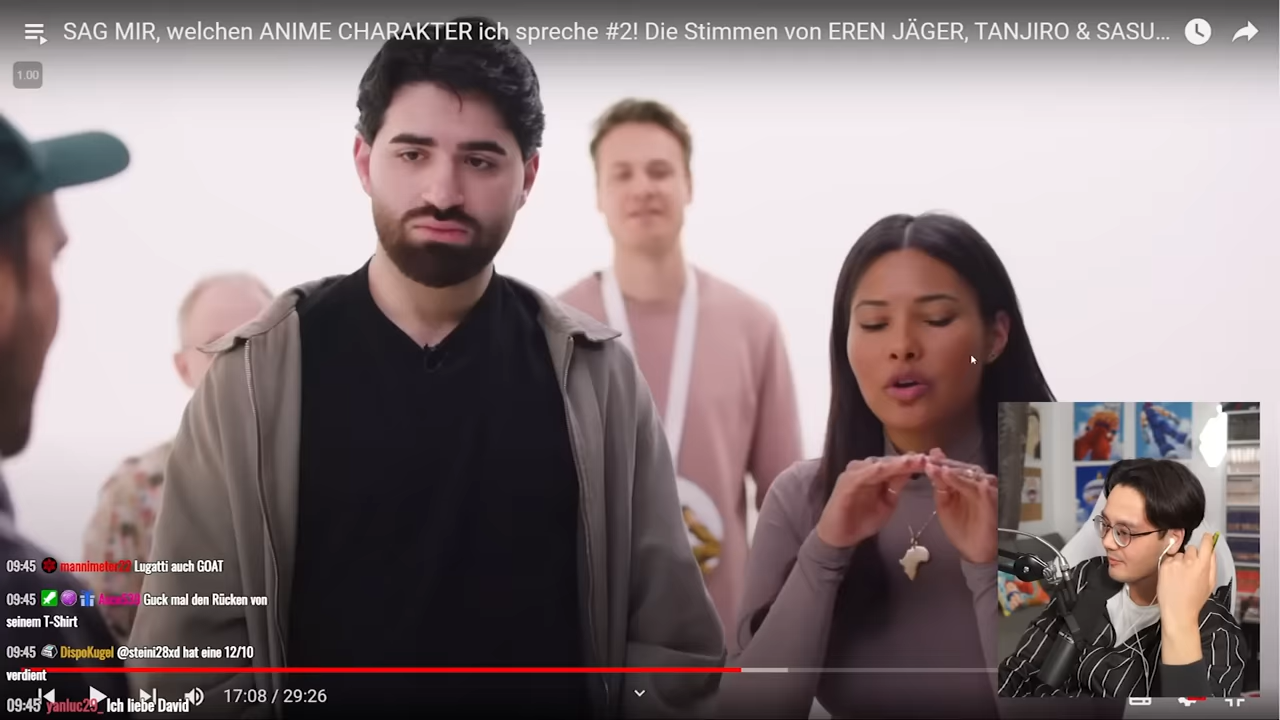 SAG MIR, welchen ANIME CHARAKTER ich spreche #2! Die Stimmen von EREN JÄGER, TANJIRO & SASU...
1.00
09:45 mannimeter99 Lugatti auch GOAT
09:45 Guck mal den Rücken von
seinem T-Shirt
09:45 DispoKugel @steini28xd hat eine 12/10
verdient
09:45 yanluc29_ Ich liebe David
17:08 / 29:26